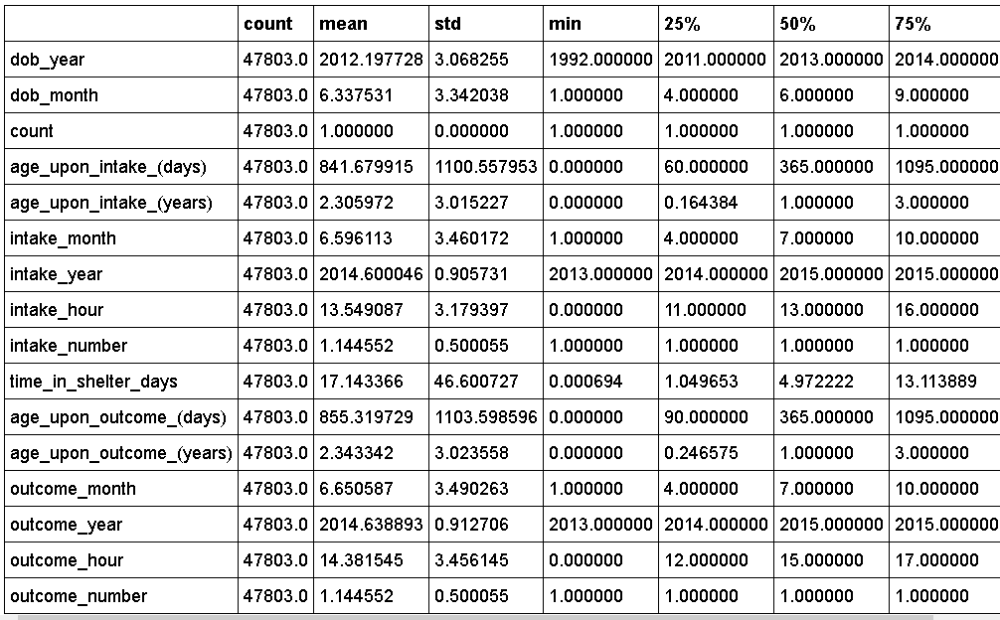 count mean std min 25% 50% 75%
dob_year 47803.0 2012.197728 3.068255 1992.000000 2011.000000 2013.000000 2014.000000
dob_month 47803.0 6.337531 3.342038 1.000000 4.000000 6.000000 9.000000
count 47803.0 1.000000 0.000000 1.000000 1.000000 1.000000 1.000000
age_upon_intake_(days) 47803.0 841.679915 1100.557953 0.000000 60.000000 365.000000 1095.000000
age_upon_intake_(years) 47803.0 2.305972 3.015227 0.000000 0.164384 1.000000 3.000000
intake_month 47803.0 6.596113 3.460172 1.000000 4.000000 7.000000 10.000000
intake_year 47803.0 2014.600046 0.905731 2013.000000 2014.000000 2015.000000 2015.000000
intake_hour 47803.0 13.549087 3.179397 0.000000 11.000000 13.000000 16.000000
intake_number 47803.0 1.144552 0.500055 1.000000 1.000000 1.000000 1.000000
time_in_shelter_days 47803.0 17.143366 46.600727 0.000694 1.049653 4.972222 13.113889
age_upon_outcome_(days) 47803.0 855.319729 1103.598596 0.000000 90.000000 365.000000 1095.000000
age_upon_outcome_(years) 47803.0 2.343342 3.023558 0.000000 0.246575 1.000000 3.000000
outcome_month 47803.0 6.650587 3.490263 1.000000 4.000000 7.000000 10.000000
outcome_year 47803.0 2014.638893 0.912706 2013.000000 2014.000000 2015.000000 2015.000000
outcome_hour 47803.0 14.381545 3.456145 0.000000 12.000000 15.000000 17.000000
outcome_number 47803.0 1.144552 0.500055 1.000000 1.000000 1.000000 1.000000